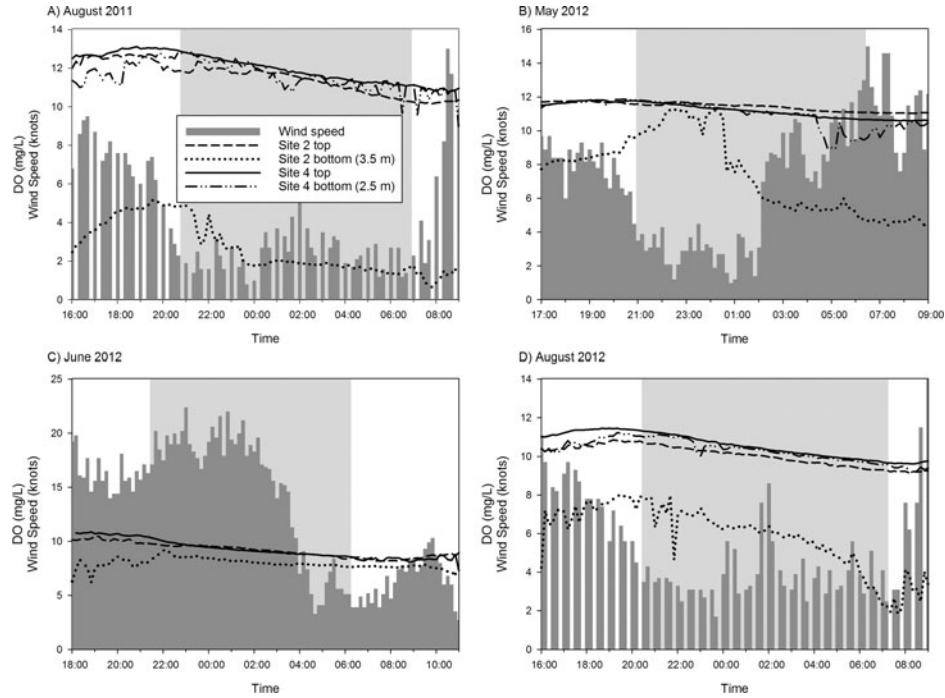 A) August 2011
B) May 2012
14
12
10
8
6
4
2
0
DO (mg/L)
Wind Speed (knots)
Wind speed
Site 2 top
Site 2 bottom (3.5 m)
Site 4 top
Site 4 bottom (2.5 m)
16:00 18:00 20:00 22:00 00:00 02:00 04:00 06:00 08:00
Time
16
14
12
10
8
6
4
2
0
DO (mg/L)
Wind Speed (knots)
17:00 19:00 21:00 23:00 01:00 03:00 05:00 07:00 09:00
Time
C) June 2012
D) August 2012
25
20
15
10
5
0
DO (mg/L)
Wind Speed (knots)
18:00 20:00 22:00 00:00 02:00 04:00 06:00 08:00 10:00
Time
14
12
10
8
6
4
2
0
DO (mg/L)
Wind Speed (knots)
16:00 18:00 20:00 22:00 00:00 02:00 04:00 06:00 08:00
Time